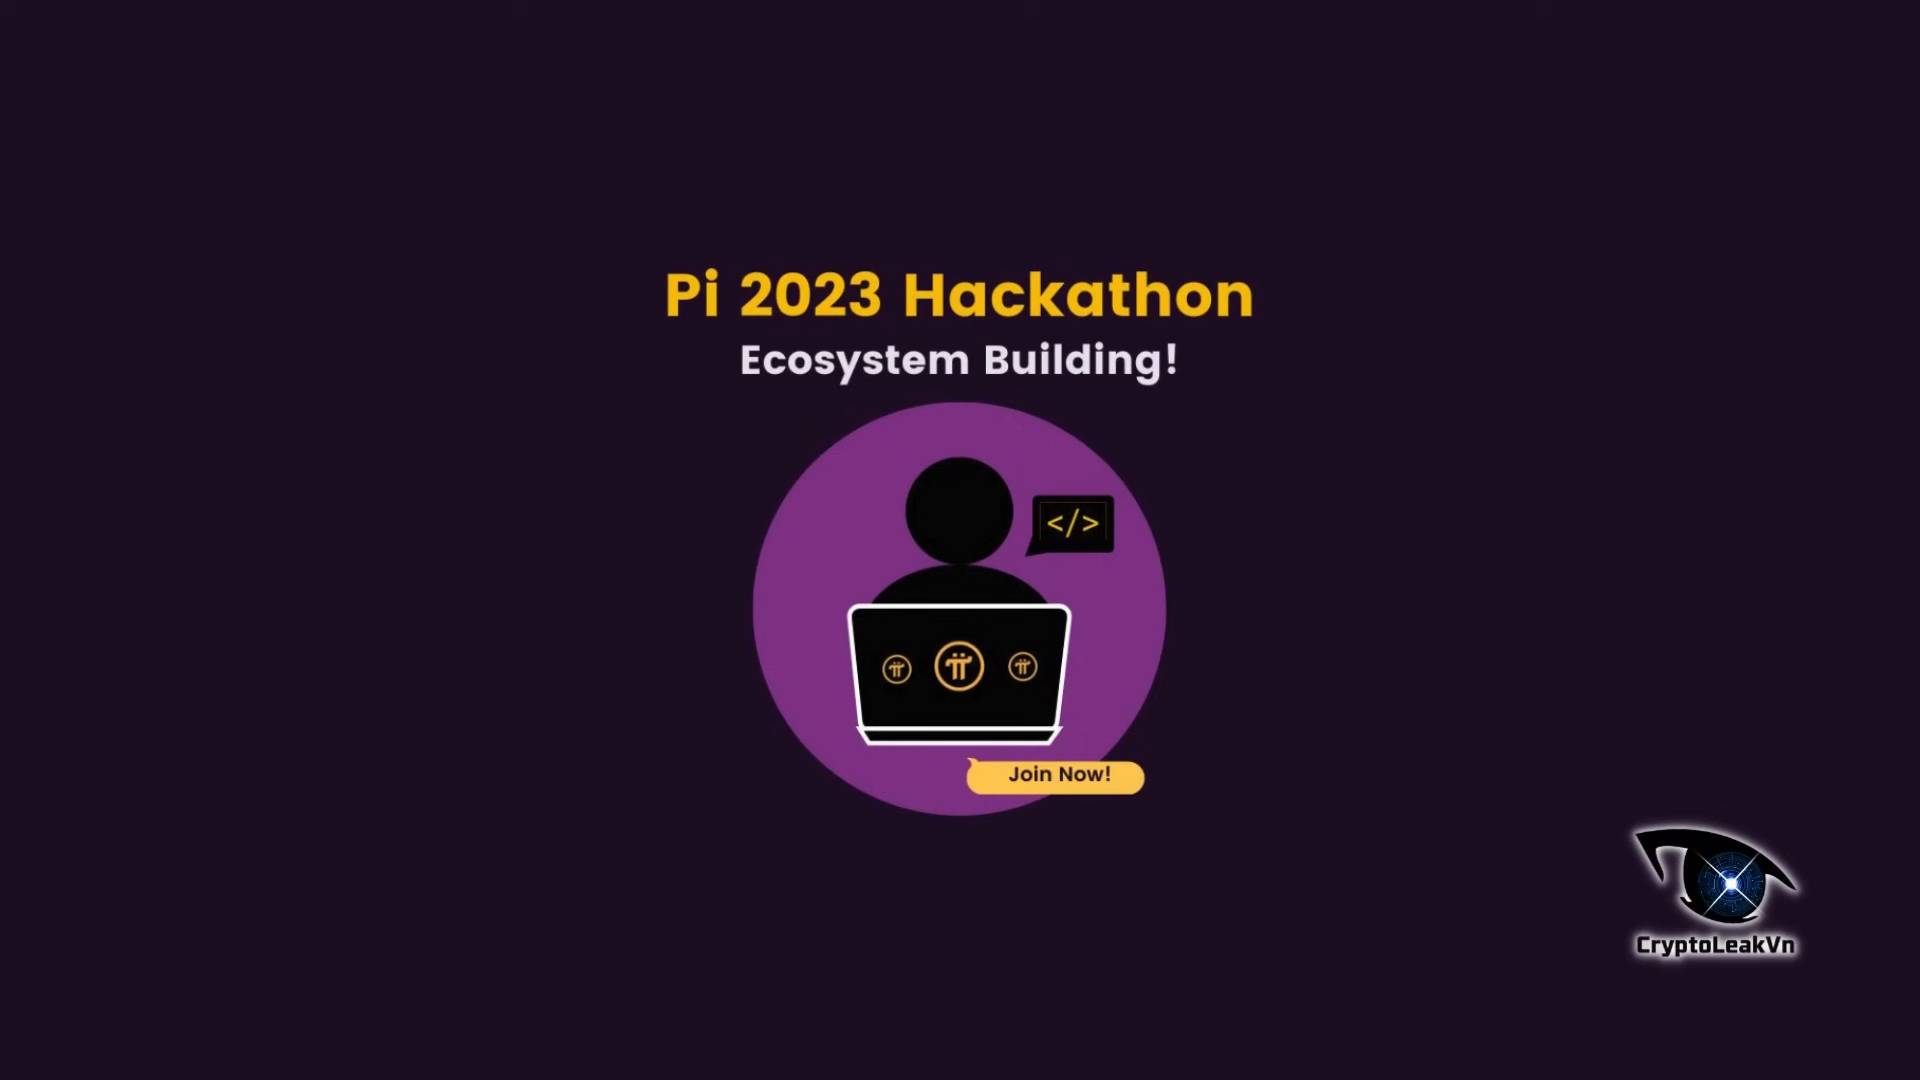 Pi 2023 Hackathon
Ecosystem Building!
</>
Join Now!
CryptoLeakVn